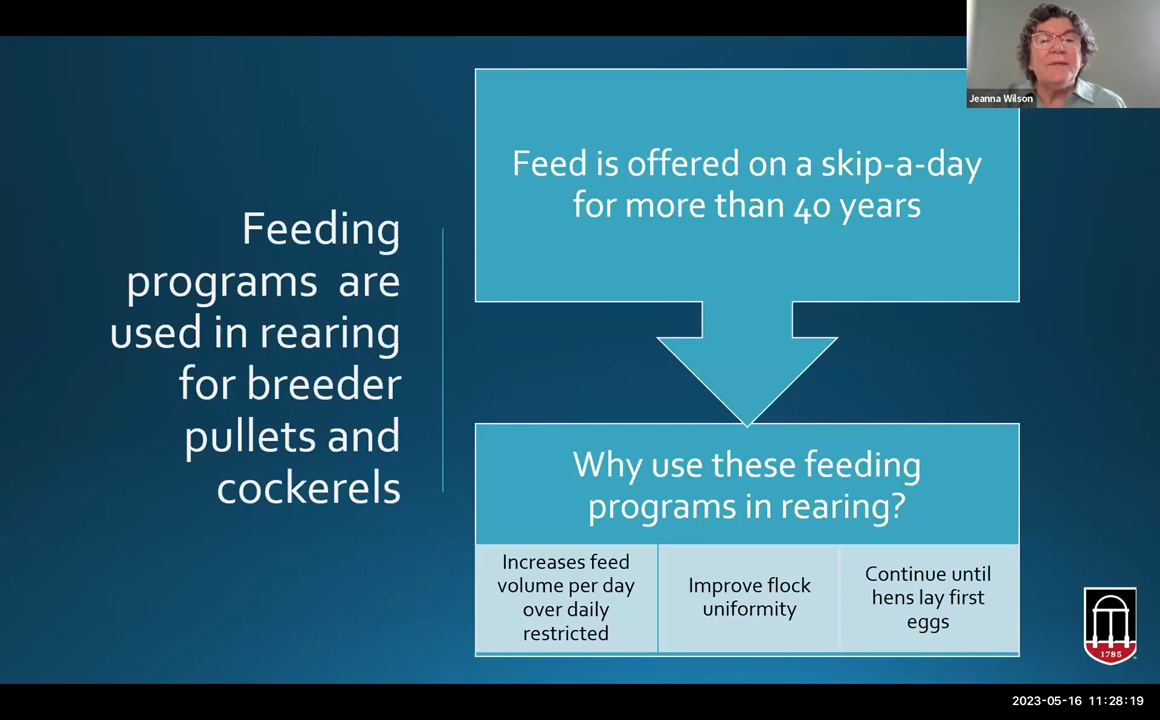 Jeanna Wilson
Feeding
programs are
used in rearing
for breeder
pullets and
cockerels
Feed is offered on a skip-a-day
for more than 40 years
Why use these feeding
programs in rearing?
Increases feed
volume per day
over daily
restricted
Improve flock
uniformity
Continue until
hens lay first
eggs
1785
2023-05-16 11:28:19